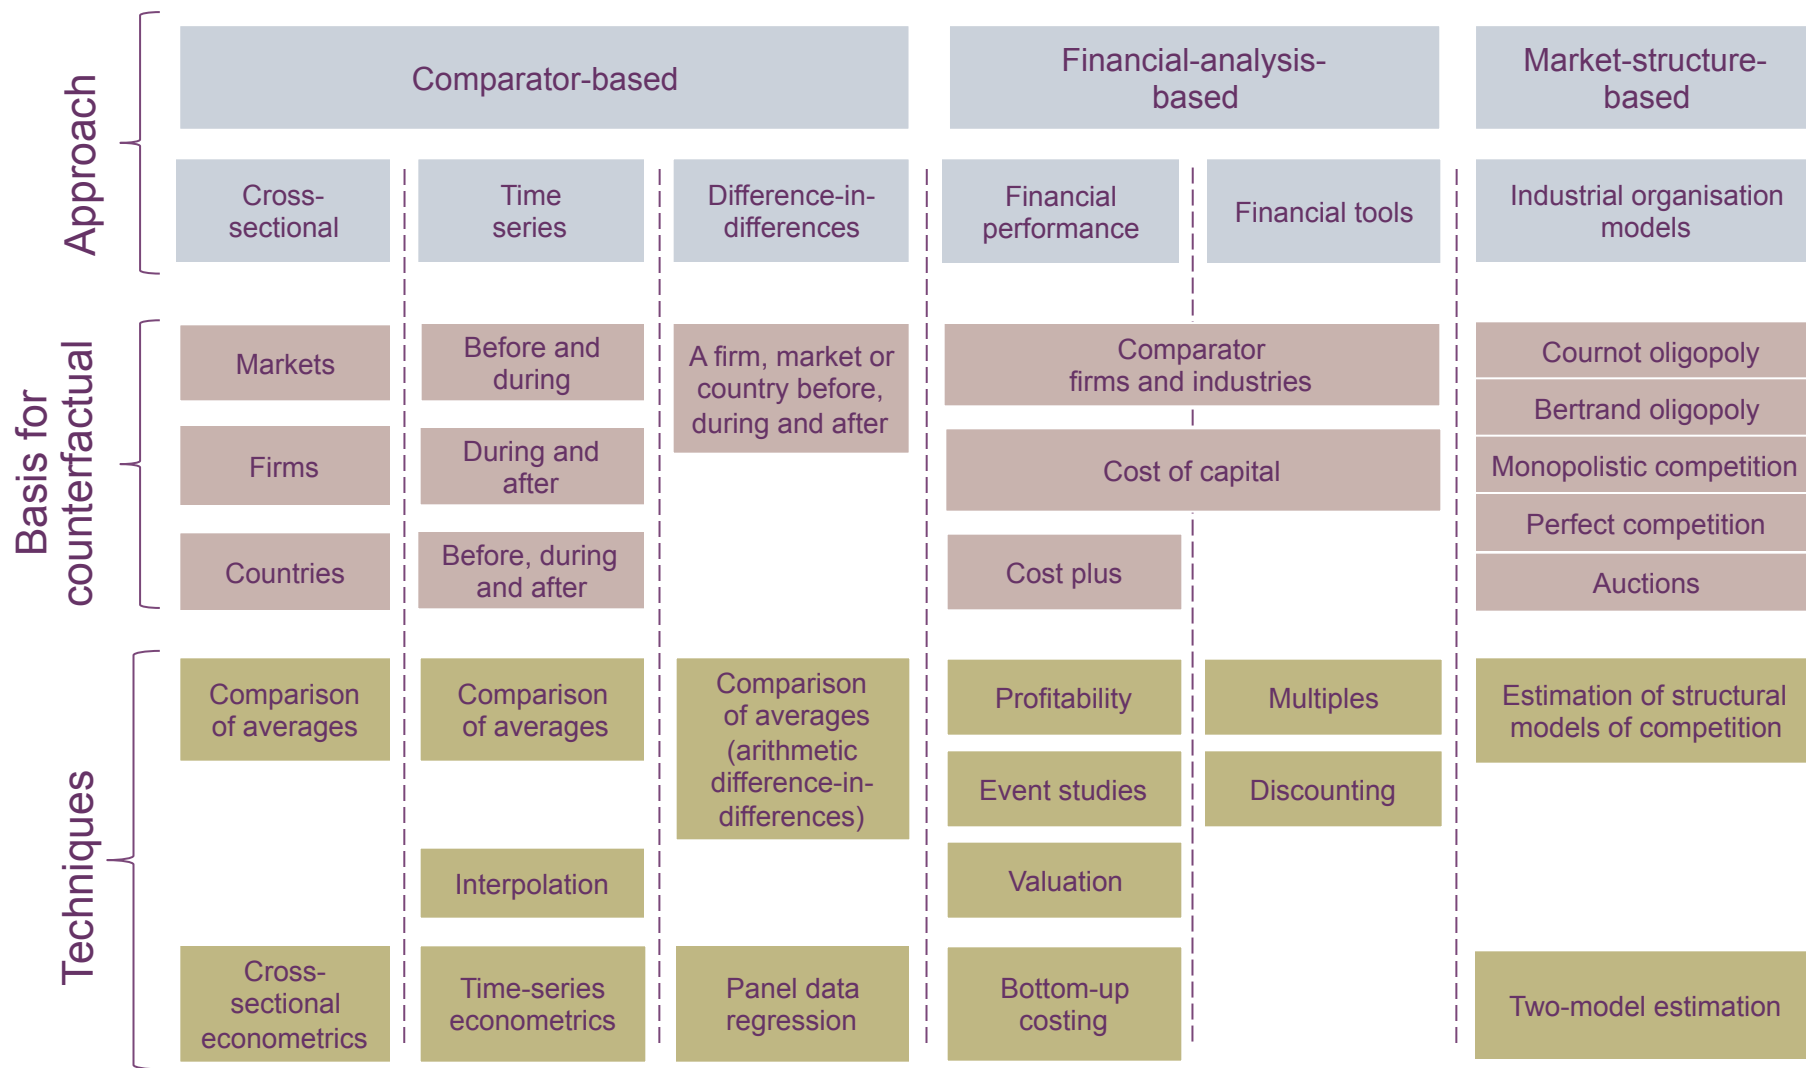 Approach
Comparator-based
Financial-analysis-
based
Market-structure-
based
Cross-
sectional
Time
series
Difference-in-
differences
Financial
performance
Financial tools
Industrial organisation
models
Basis for
counterfactual
Markets
Firms
Countries
Before and
during
During and
after
Before, during
and after
A firm, market or
country before,
during and after
Comparator
firms and industries
Cost of capital
Cost plus
Cournot oligopoly
Bertrand oligopoly
Monopolistic competition
Perfect competition
Auctions
Techniques
Comparison
of averages
Cross-
sectional
econometrics
Comparison
of averages
Interpolation
Time-series
econometrics
Comparison
of averages
(arithmetic
difference-in-
differences)
Panel data
regression
Profitability
Event studies
Valuation
Bottom-up
costing
Multiples
Discounting
Estimation of structural
models of competition
Two-model estimation